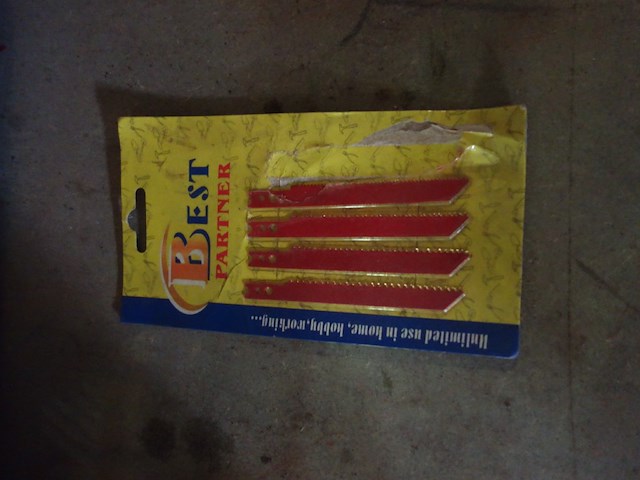 BEST
PARTNER
Unlimited use in home, hobby,working...